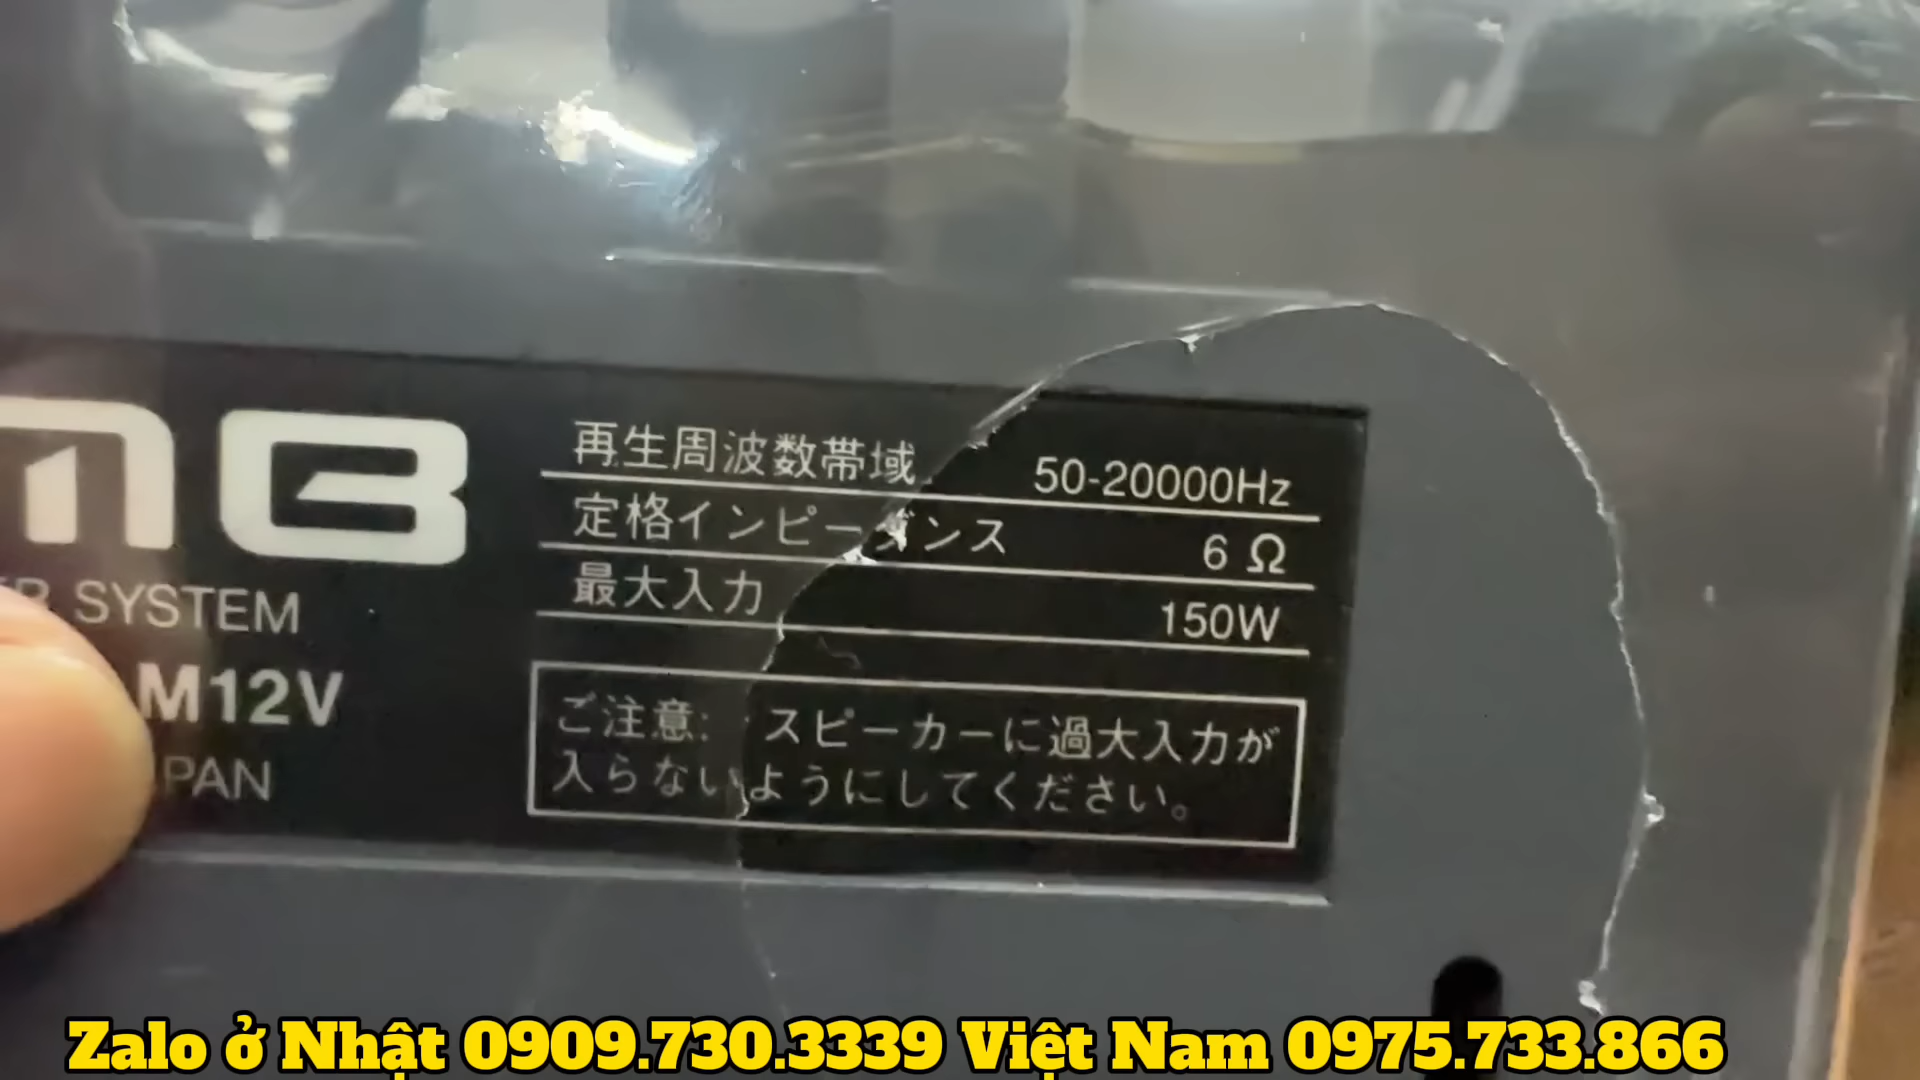 再生周波数帯域 50-20000Hz
定格インピーダンス 6 Ω
最大入力 150W
SYSTEM
M12V
ご注意: スピーカーに過大入力が
入らないようにしてください。
Zalo ở Nhật 0909.730.3339 Việt Nam 0975.733.866